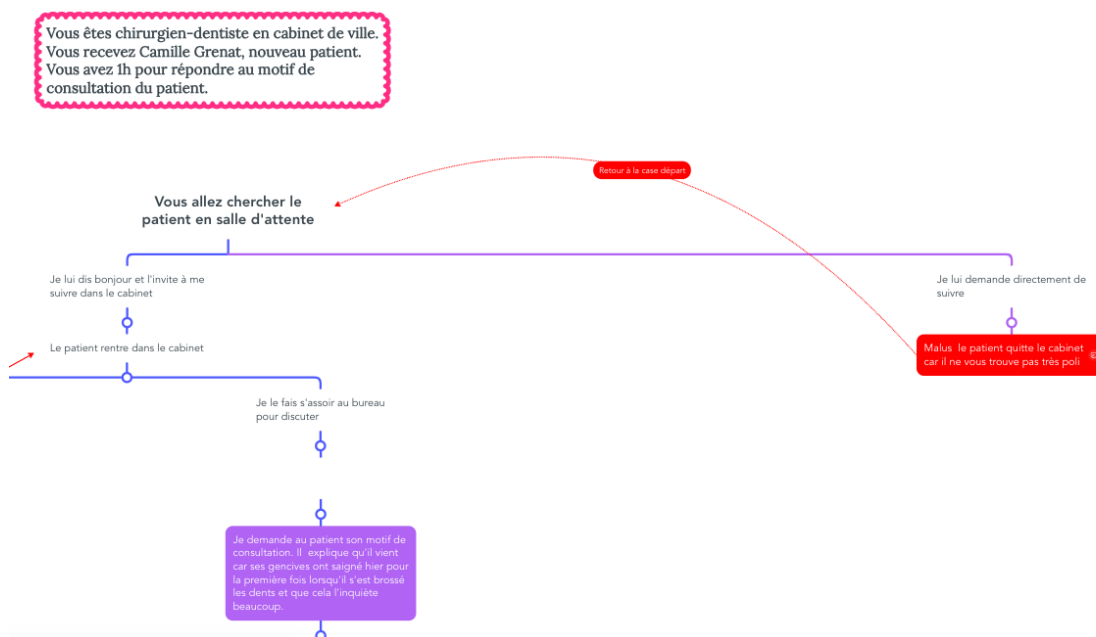 Vous êtes chirurgien-dentiste en cabinet de ville.
Vous recevez Camille Grenat, nouveau patient.
Vous avez 1h pour répondre au motif de
consultation du patient.
Retour à la case départ
Vous allez chercher le
patient en salle d'attente
Je lui dis bonjour et l'invite à me
suivre dans le cabinet
Je lui demande directement de
suivre
Le patient rentre dans le cabinet
Malus le patient quitte le cabinet
car il ne vous trouve pas très poli
Je le fais s'assoir au bureau
pour discuter
Je demande au patient son motif de
consultation. Il explique qu'il vient
car ses gencives ont saigné hier pour
la première fois lorsqu'il s'est brossé
les dents et que cela l'inquiète
beaucoup.